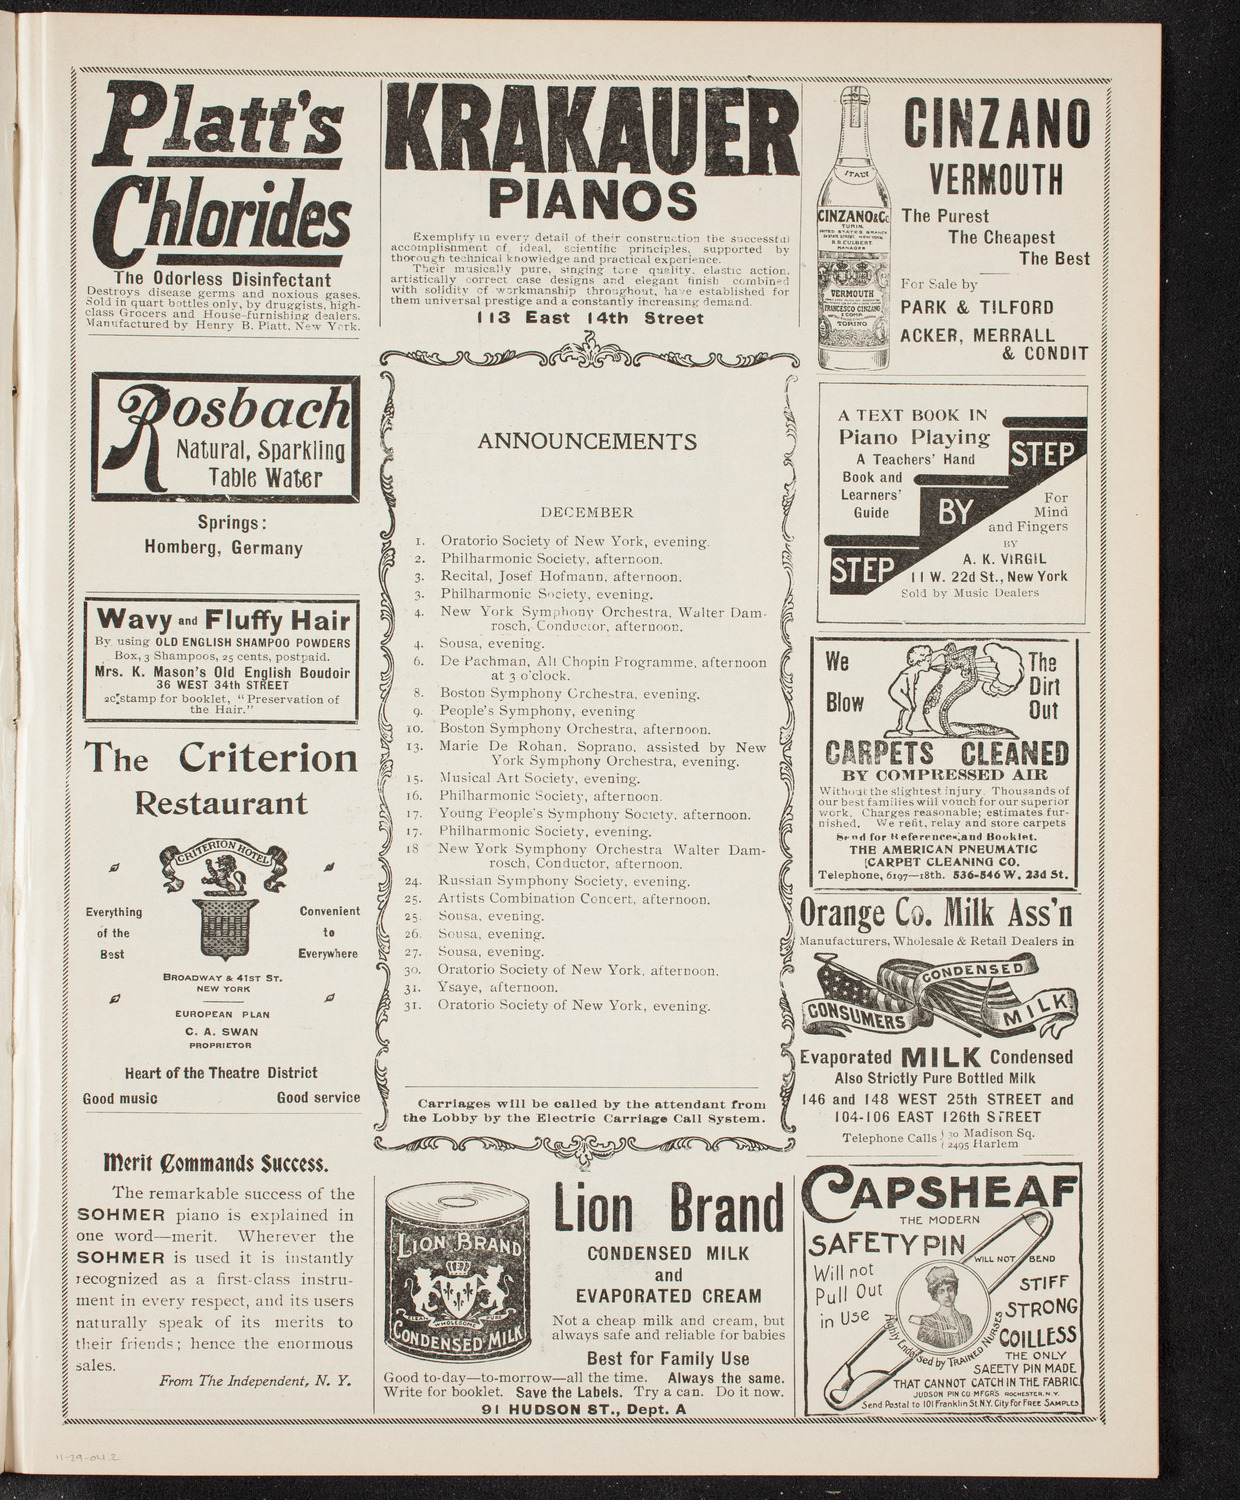 Platt's
Chlorides
The Odorless Disinfectant
Destroys disease germs and noxious gases.
Sold in quart bottles only, by druggists, high-
class Grocers and House-furnishing dealers.
Manufactured by Henry B. Platt, New York.
KRAKAUER
PIANOS
Exemplify in every detail of their construction the successful
accomplishment of ideal, scientific principles, supported by
thorough technical knowledge and practical experience.
Their musically pure, singing tone quality, elastic action,
artistically correct case designs and elegant finish combined
with solidity of workmanship throughout, have established for
them universal prestige and a constantly increasing demand.
113 East 14th Street
ITALY
CINZANO & Co.
TURIN.
UNITED STATES BRANCH
R.B. CULBERT
MANAGER
VERMOUTH
FRANCESCO CINZANO
& COMP.
TORINO
CINZANO
VERMOUTH
The Purest
The Cheapest
The Best
For Sale by
PARK & TILFORD
ACKER, MERRALL
& CONDIT
Rosbach
Natural, Sparkling
Table Water
Springs:
Homberg, Germany
Wavy and Fluffy Hair
By using OLD ENGLISH SHAMPOO POWDERS
Box, 3 Shampoos, 25 cents, postpaid.
Mrs. K. Mason's Old English Boudoir
36 WEST 34th STREET
2c. stamp for booklet, "Preservation of
the Hair."
The Criterion
Restaurant
CRITERION HOTEL
Everything
of the
Best
Convenient
to
Everywhere
BROADWAY & 41ST ST.
NEW YORK
EUROPEAN PLAN
C. A. SWAN
PROPRIETOR
Heart of the Theatre District
Good music Good service
Merit Commands Success.
The remarkable success of the
SOHMER piano is explained in
one word—merit. Wherever the
SOHMER is used it is instantly
recognized as a first-class instru-
ment in every respect, and its users
naturally speak of its merits to
their friends; hence the enormous
sales.
From The Independent, N. Y.
ANNOUNCEMENTS
DECEMBER
1. Oratorio Society of New York, evening.
2. Philharmonic Society, afternoon.
3. Recital, Josef Hofmann, afternoon.
3. Philharmonic Society, evening.
4. New York Symphony Orchestra, Walter Dam-
rosch, Conductor, afternoon.
4. Sousa, evening.
6. De Pachman, All Chopin Programme, afternoon
at 3 o'clock.
8. Boston Symphony Orchestra, evening.
9. People's Symphony, evening
10. Boston Symphony Orchestra, afternoon.
13. Marie De Rohan, Soprano, assisted by New
York Symphony Orchestra, evening.
15. Musical Art Society, evening.
16. Philharmonic Society, afternoon.
17. Young People's Symphony Society, afternoon.
17. Philharmonic Society, evening.
18 New York Symphony Orchestra Walter Dam-
rosch, Conductor, afternoon.
24. Russian Symphony Society, evening.
25. Artists Combination Concert, afternoon.
25. Sousa, evening.
26. Sousa, evening.
27. Sousa, evening.
30. Oratorio Society of New York, afternoon.
31. Ysaye, afternoon.
31. Oratorio Society of New York, evening.
Carriages will be called by the attendant from
the Lobby by the Electric Carriage Call System.
A TEXT BOOK IN
Piano Playing
A Teachers' Hand
Book and
Learners'
Guide
STEP
BY
STEP
For
Mind
and Fingers
BY
A. K. VIRGIL
11 W. 22d St., New York
Sold by Music Dealers
We
Blow
The
Dirt
Out
CARPETS CLEANED
BY COMPRESSED AIR
Without the slightest injury. Thousands of
our best families will vouch for our superior
work. Charges reasonable; estimates fur-
nished. We refit, relay and store carpets
Send for References and Booklet.
THE AMERICAN PNEUMATIC
CARPET CLEANING CO.
Telephone, 6197—18th. 536-546 W. 23d St.
Orange Co. Milk Ass'n
Manufacturers, Wholesale & Retail Dealers in
CONDENSED
CONSUMERS
MILK
Evaporated MILK Condensed
Also Strictly Pure Bottled Milk
146 and 148 WEST 25th STREET and
104-106 EAST 126th STREET
Telephone Calls { 30 Madison Sq.
{ 2495 Harlem
LION BRAND
WHOLESOME
PURE
CONDENSED MILK
Lion Brand
CONDENSED MILK
and
EVAPORATED CREAM
Not a cheap milk and cream, but
always safe and reliable for babies
Best for Family Use
Good to-day—to-morrow—all the time. Always the same.
Write for booklet. Save the Labels. Try a can. Do it now.
91 HUDSON ST., Dept. A
CAPSHEAF
THE MODERN
SAFETY PIN
WILL NOT BEND
Will not
Pull Out
in Use
STIFF
STRONG
COILLESS
Highly Endorsed by TRAINED NURSES
THE ONLY
SAFETY PIN MADE
THAT CANNOT CATCH IN THE FABRIC
JUDSON PIN CO MFGRS ROCHESTER, N.Y.
Send Postal to 101 Franklin St. N.Y. City For FREE SAMPLES
11-29-04 2